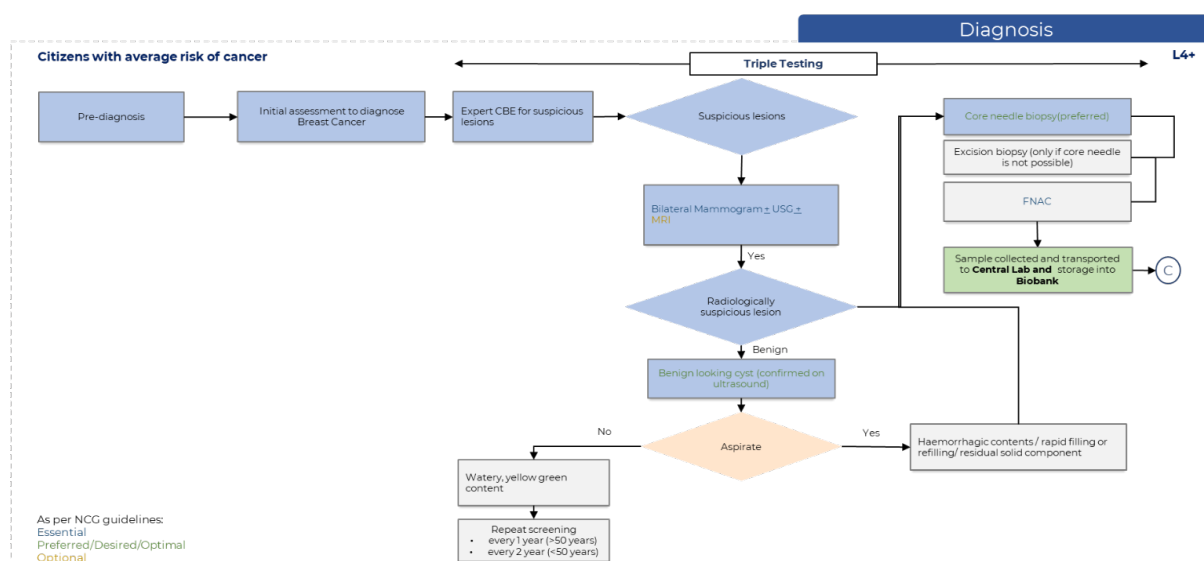 Diagnosis
Citizens with average risk of cancer
L4+
Triple Testing
Pre-diagnosis
Initial assessment to diagnose
Breast Cancer
Expert CBE for suspicious
lesions
Suspicious lesions
Core needle biopsy(preferred)
Excision biopsy (only if core needle
is not possible)
FNAC
Bilateral Mammogram + USG +
MRI
Yes
Sample collected and transported
to Central Lab and storage into
Biobank
C
Radiologically
suspicious lesion
Benign
Benign looking cyst (confirmed on
ultrasound)
No
Aspirate
Yes
Haemorrhagic contents / rapid filling or
refilling/ residual solid component
Watery, yellow green
content
Repeat screening
• every 1 year (>50 years)
• every 2 year (<50 years)
As per NCG guidelines:
Essential
Preferred/Desired/Optimal
Optional